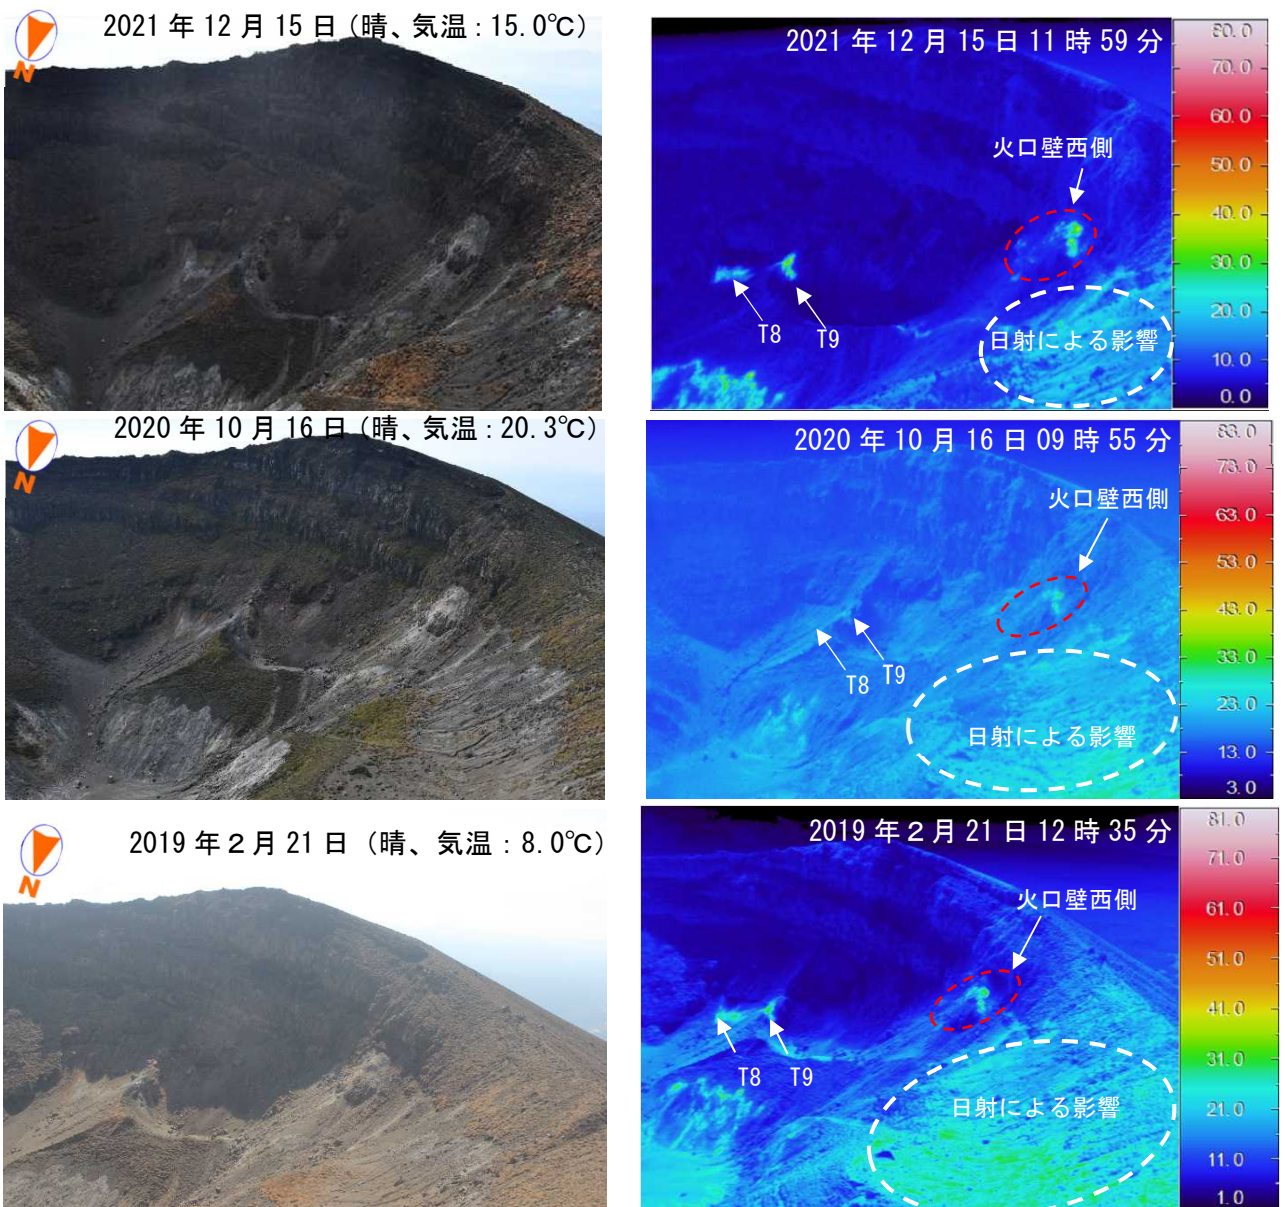 2021 年 12 月 15 日（晴、気温：15.0℃）
N
2021 年 12 月 15 日 11 時 59 分
火口壁西側
T8
T9
日射による影響
80.0
70.0
60.0
50.0
40.0
30.0
20.0
10.0
0.0
2020 年 10 月 16 日（晴、気温：20.3℃）
N
2020 年 10 月 16 日 09 時 55 分
火口壁西側
T8
T9
日射による影響
83.0
73.0
63.0
53.0
43.0
33.0
23.0
13.0
3.0
2019 年２月 21 日（晴、気温：8.0℃）
N
2019 年２月 21 日 12 時 35 分
火口壁西側
T8
T9
日射による影響
81.0
71.0
61.0
51.0
41.0
31.0
21.0
11.0
1.0